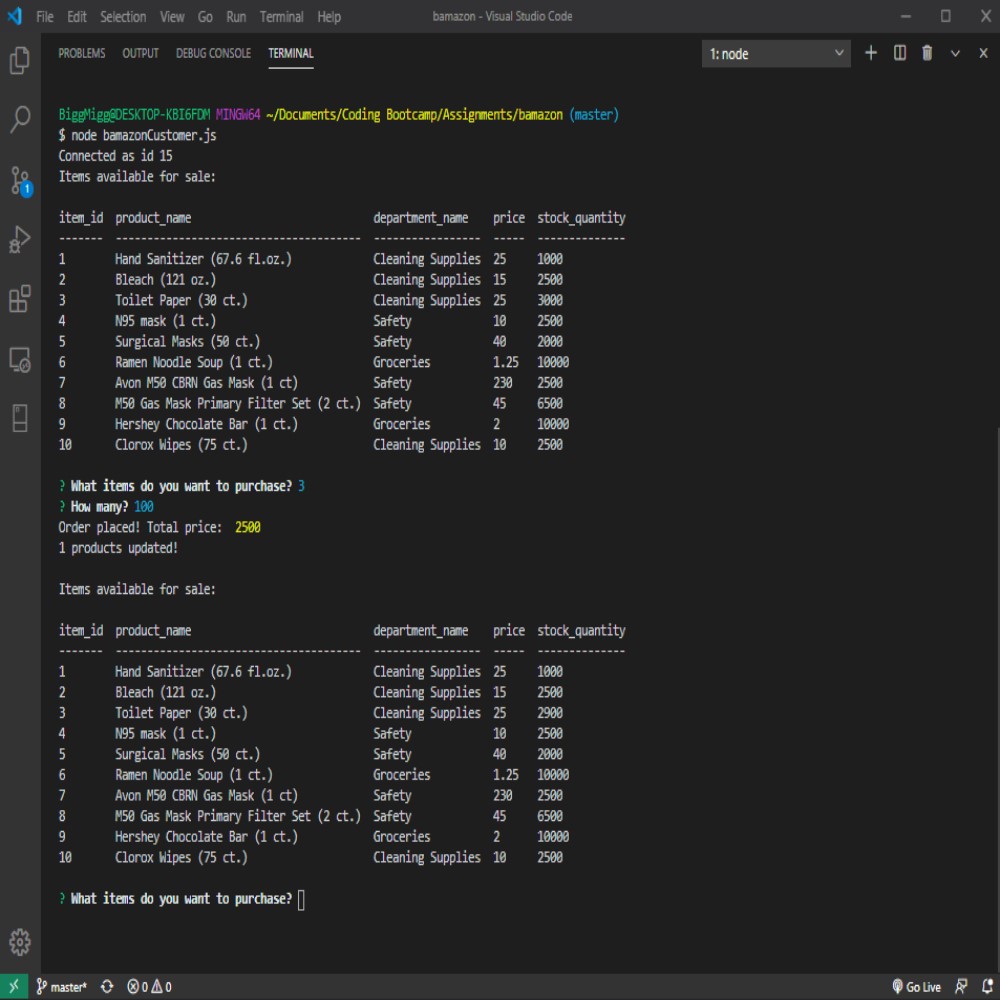 File Edit Selection View Go Run Terminal Help bamazon - Visual Studio Code
PROBLEMS OUTPUT DEBUG CONSOLE TERMINAL 1: node
BiggMigg@DESKTOP-KBI6FDM MINGW64 ~/Documents/Coding Bootcamp/Assignments/bamazon (master)
$ node bamazonCustomer.js
Connected as id 15
Items available for sale:
item_id product_name department_name price stock_quantity
------- --------------------------------------- ----------------- ----- --------------
1 Hand Sanitizer (67.6 fl.oz.) Cleaning Supplies 25 1000
2 Bleach (121 oz.) Cleaning Supplies 15 2500
3 Toilet Paper (30 ct.) Cleaning Supplies 25 3000
4 N95 mask (1 ct.) Safety 10 2500
5 Surgical Masks (50 ct.) Safety 40 2000
6 Ramen Noodle Soup (1 ct.) Groceries 1.25 10000
7 Avon M50 CBRN Gas Mask (1 ct) Safety 230 2500
8 M50 Gas Mask Primary Filter Set (2 ct.) Safety 45 6500
9 Hershey Chocolate Bar (1 ct.) Groceries 2 10000
10 Clorox Wipes (75 ct.) Cleaning Supplies 10 2500
? What items do you want to purchase? 3
? How many? 100
Order placed! Total price: 2500
1 products updated!
Items available for sale:
item_id product_name department_name price stock_quantity
------- --------------------------------------- ----------------- ----- --------------
1 Hand Sanitizer (67.6 fl.oz.) Cleaning Supplies 25 1000
2 Bleach (121 oz.) Cleaning Supplies 15 2500
3 Toilet Paper (30 ct.) Cleaning Supplies 25 2900
4 N95 mask (1 ct.) Safety 10 2500
5 Surgical Masks (50 ct.) Safety 40 2000
6 Ramen Noodle Soup (1 ct.) Groceries 1.25 10000
7 Avon M50 CBRN Gas Mask (1 ct) Safety 230 2500
8 M50 Gas Mask Primary Filter Set (2 ct.) Safety 45 6500
9 Hershey Chocolate Bar (1 ct.) Groceries 2 10000
10 Clorox Wipes (75 ct.) Cleaning Supplies 10 2500
? What items do you want to purchase?
1
master* 0 0 Go Live